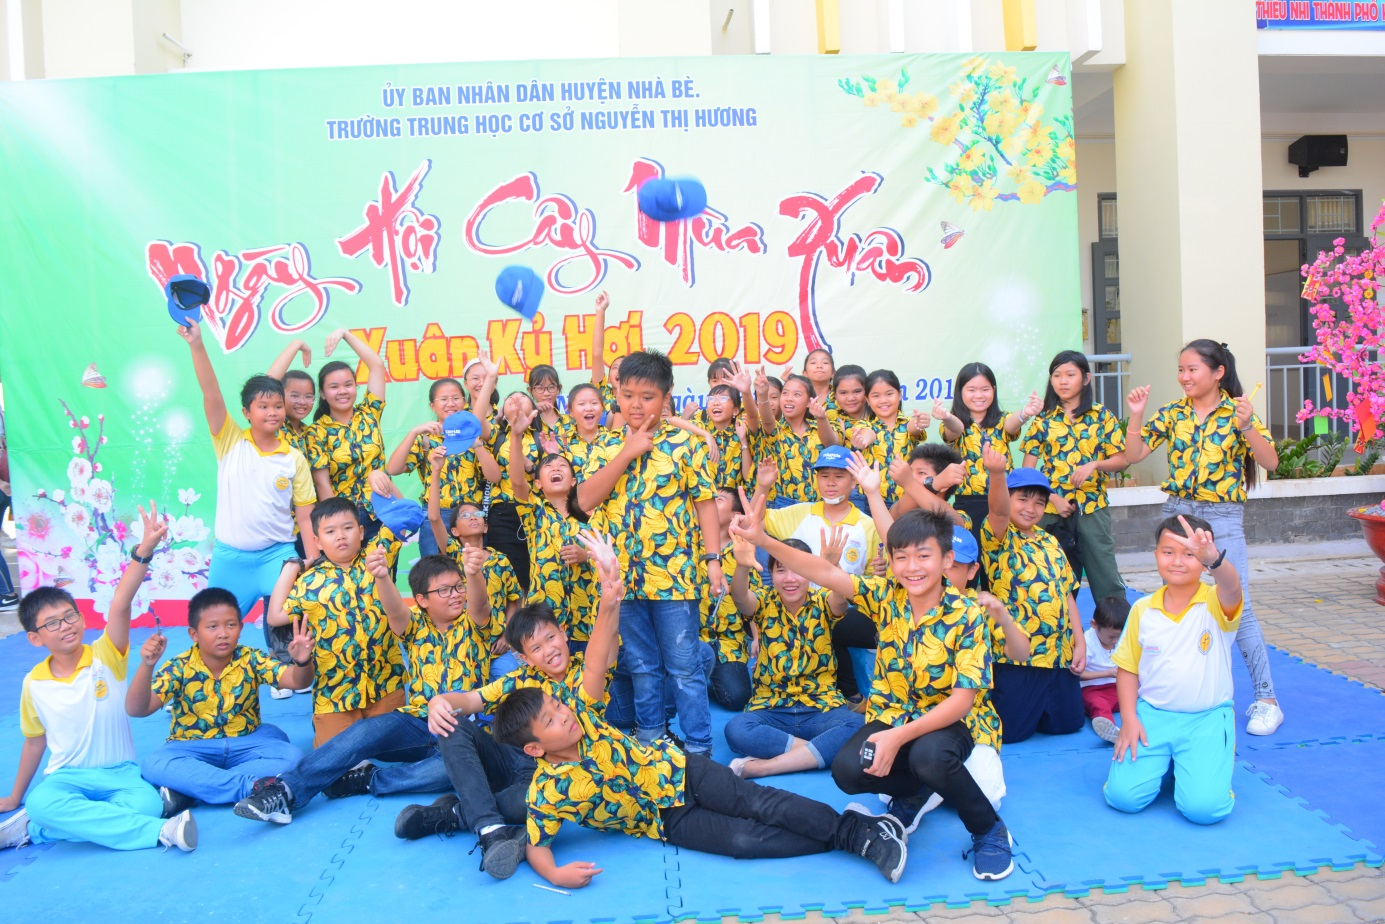 THIẾU NHI THÀNH PHỐ
ỦY BAN NHÂN DÂN HUYỆN NHÀ BÈ.
TRƯỜNG TRUNG HỌC CƠ SỞ NGUYỄN THỊ HƯƠNG
Ngày Hội Cây Mùa Xuân
Xuân Kỷ Hợi 2019